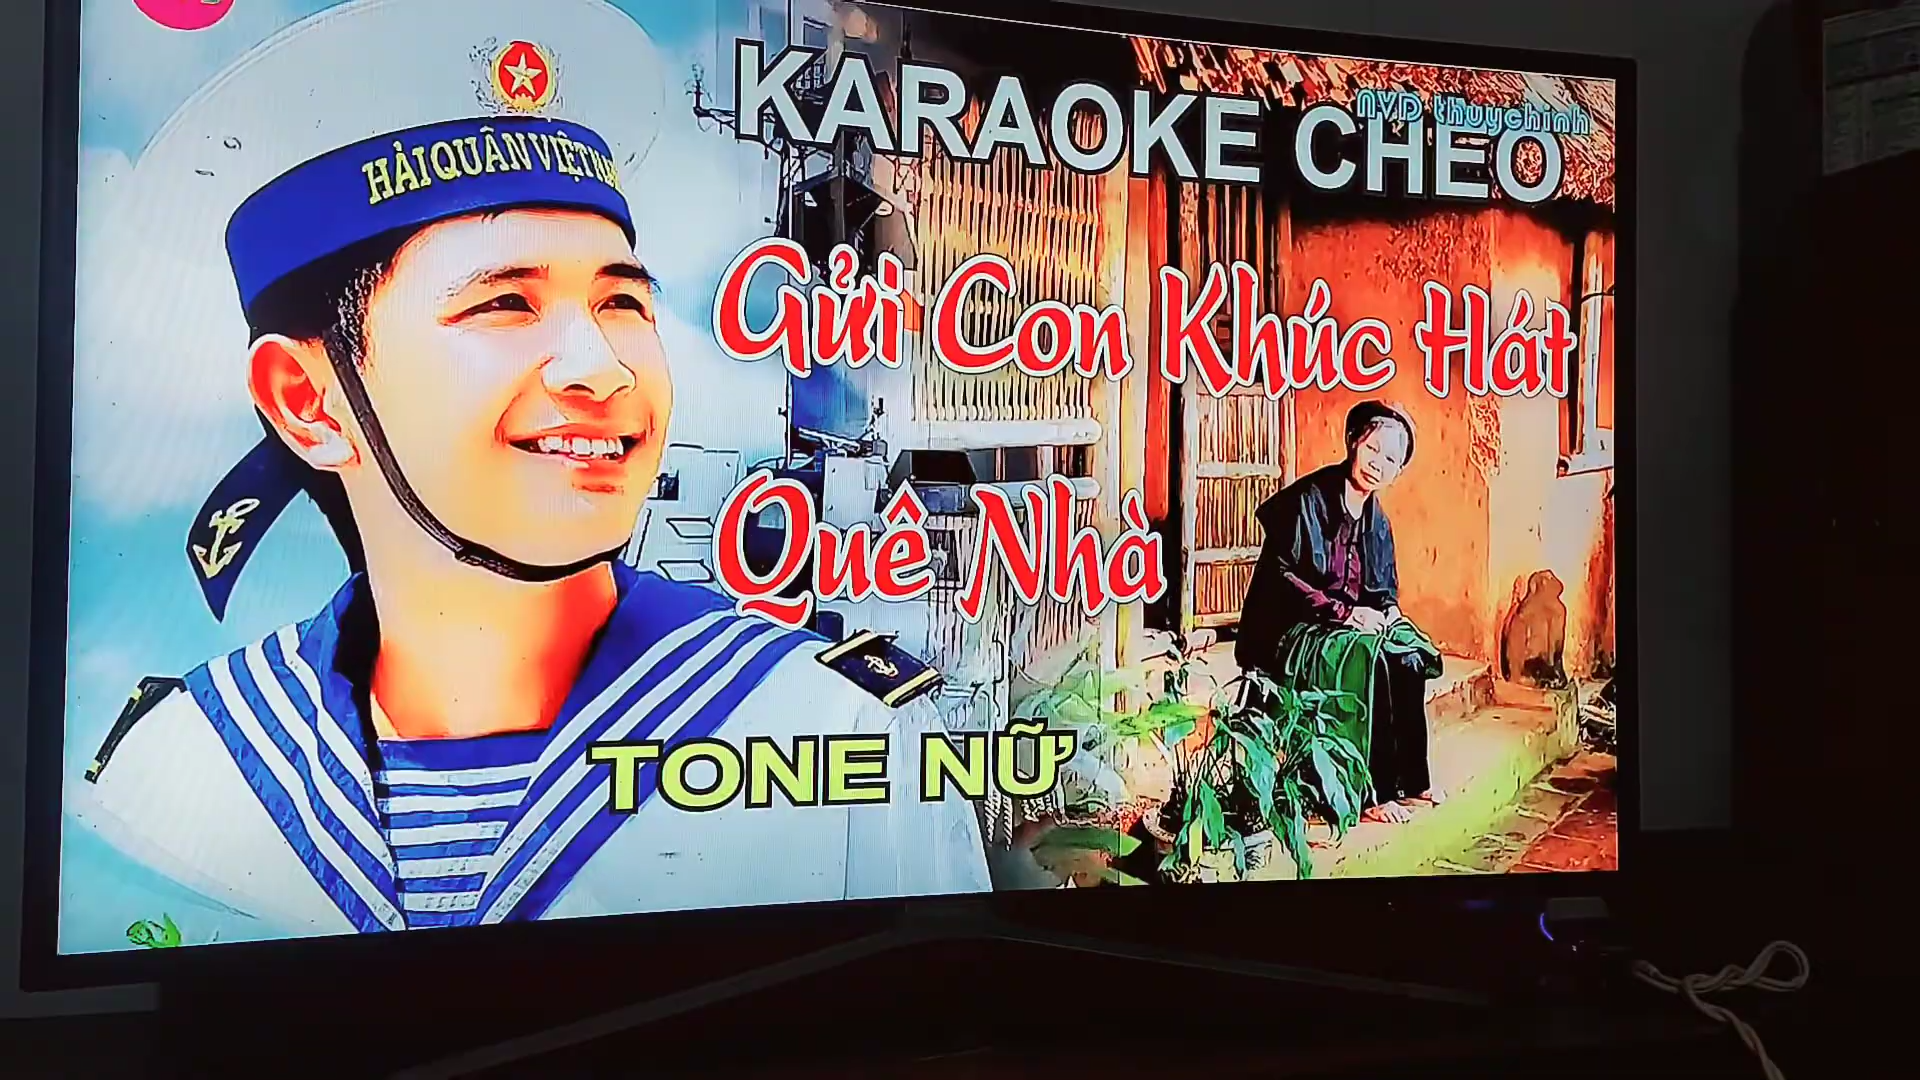 KARAOKE CHEO
NVD thuychinh
HẢI QUÂN VIỆT NAM
Gửi Con Khúc Hát
Quê Nhà
TONE NỮ